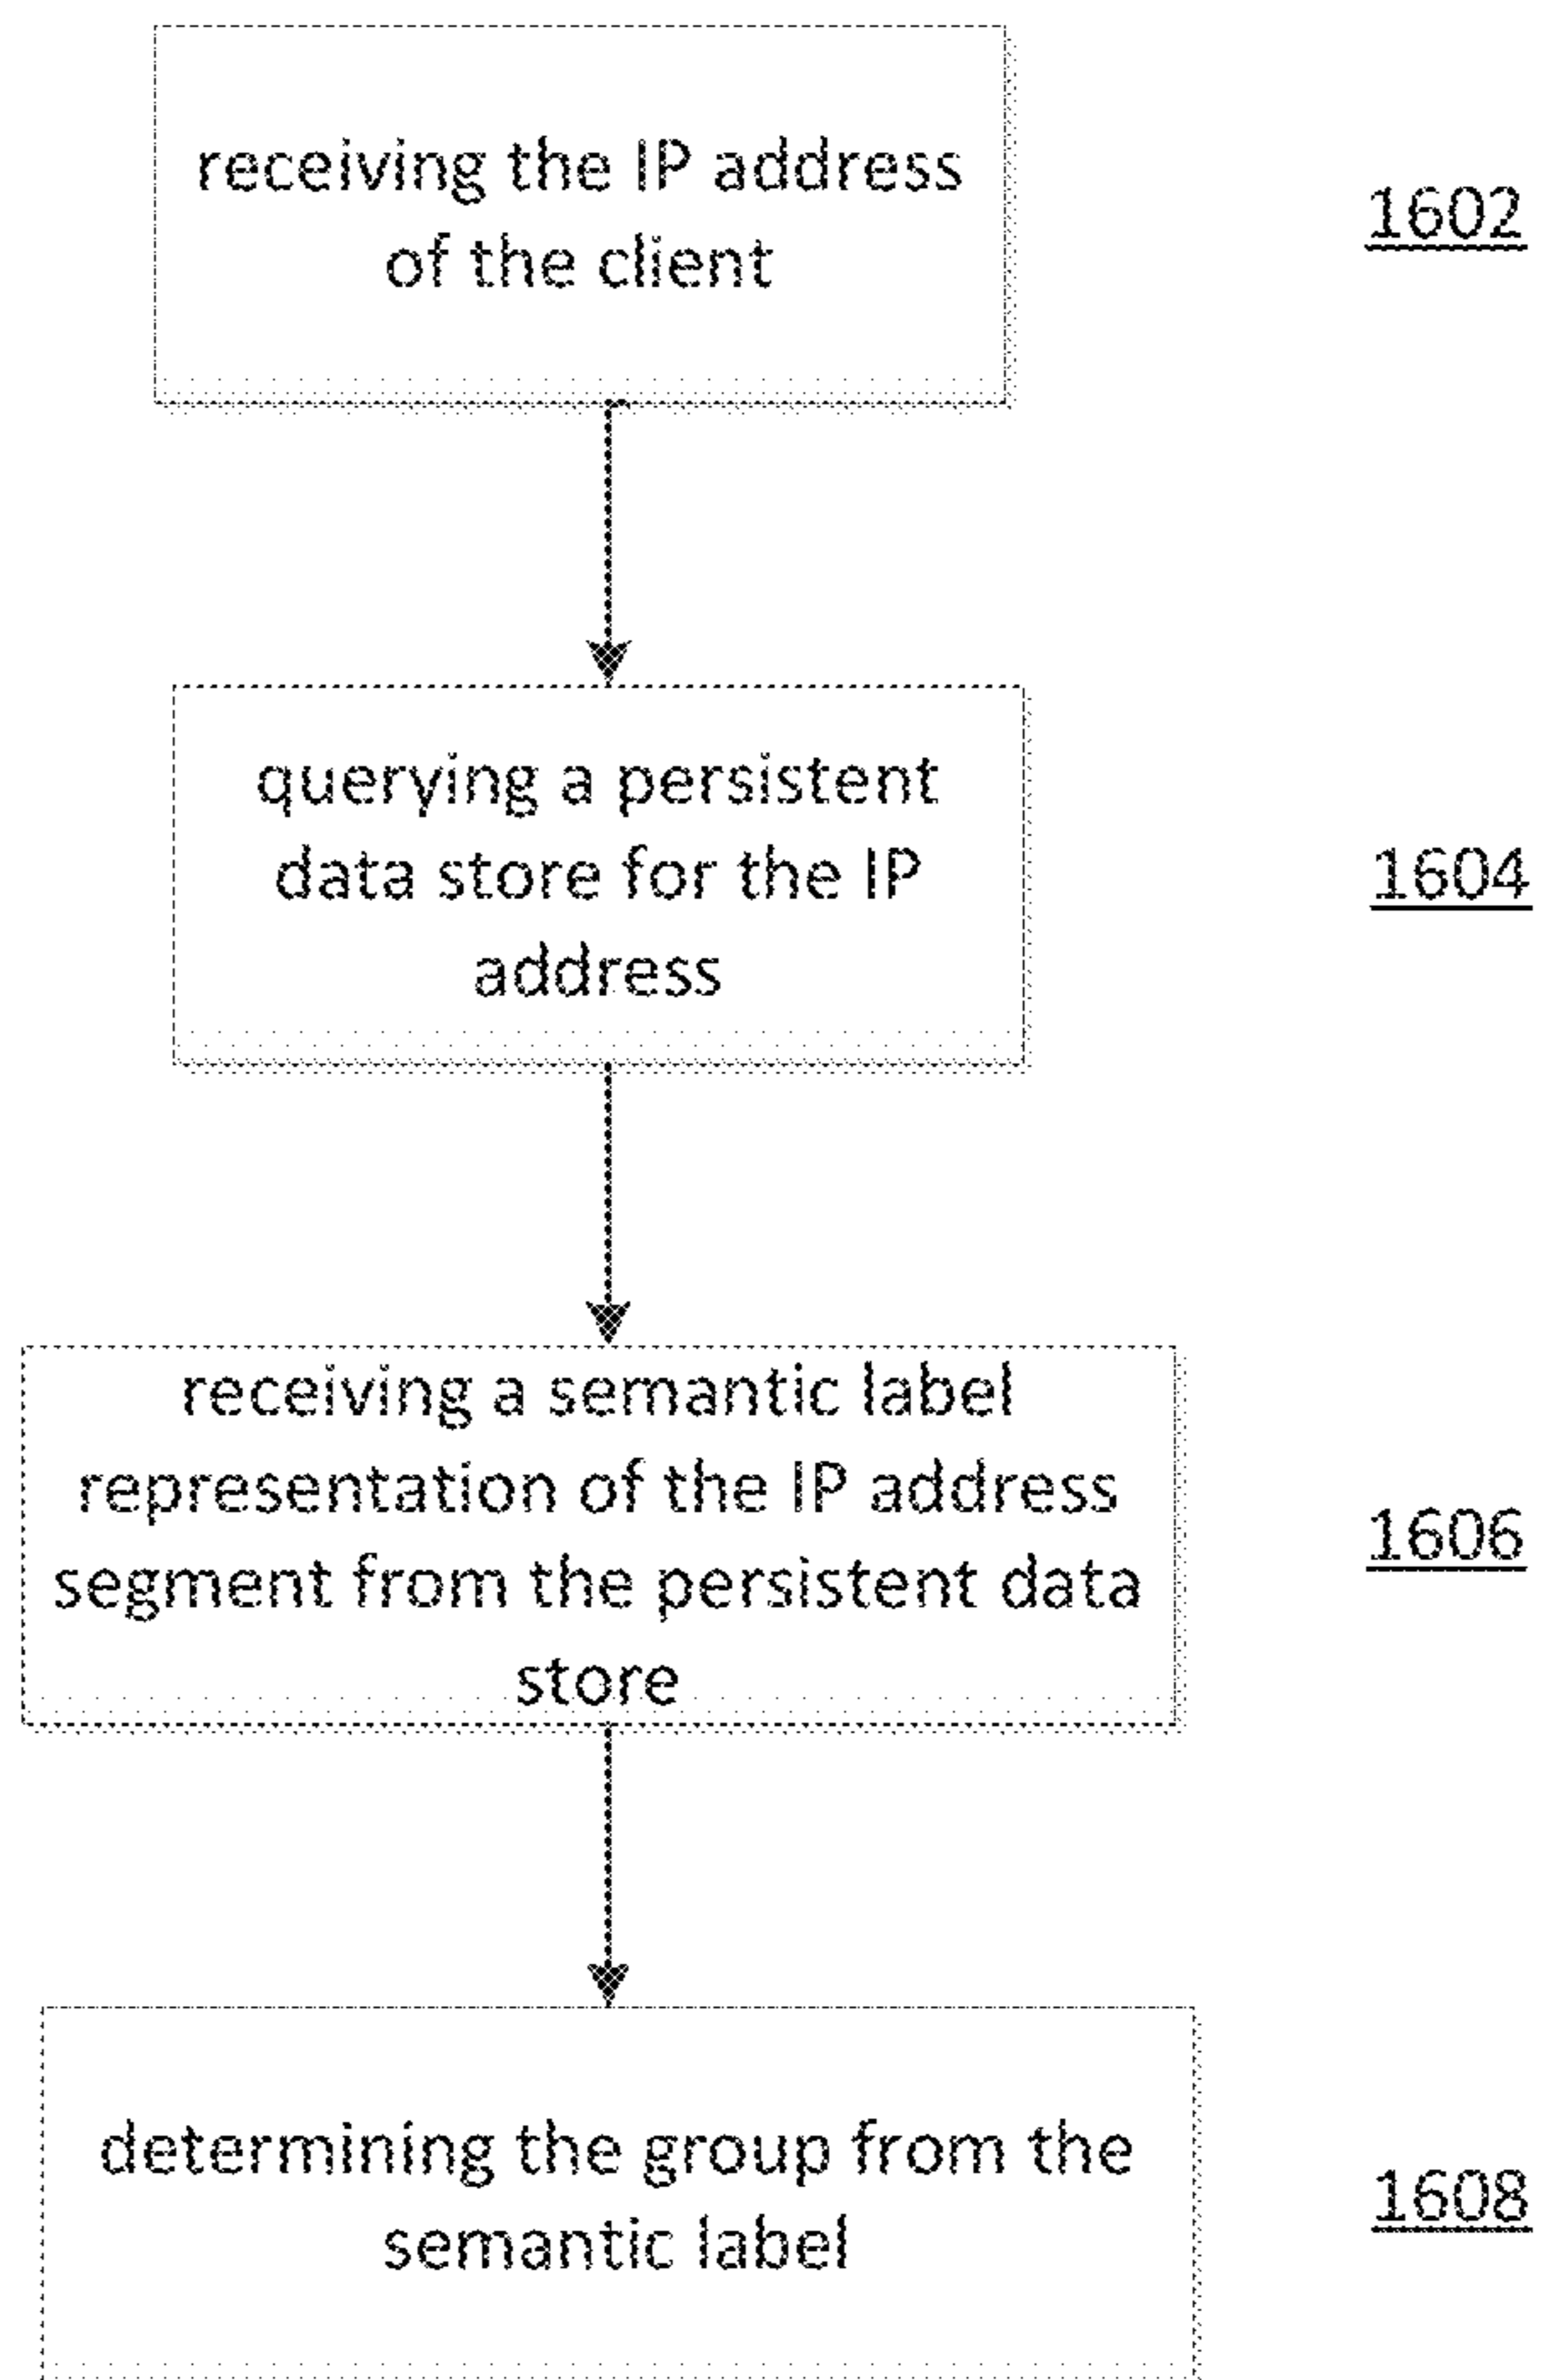 receiving the IP address
of the client
1602
querying a persistent
data store for the IP
address
1604
receiving a semantic label
representation of the IP address
segment from the persistent data
store
1606
determining the group from the
semantic label
1608